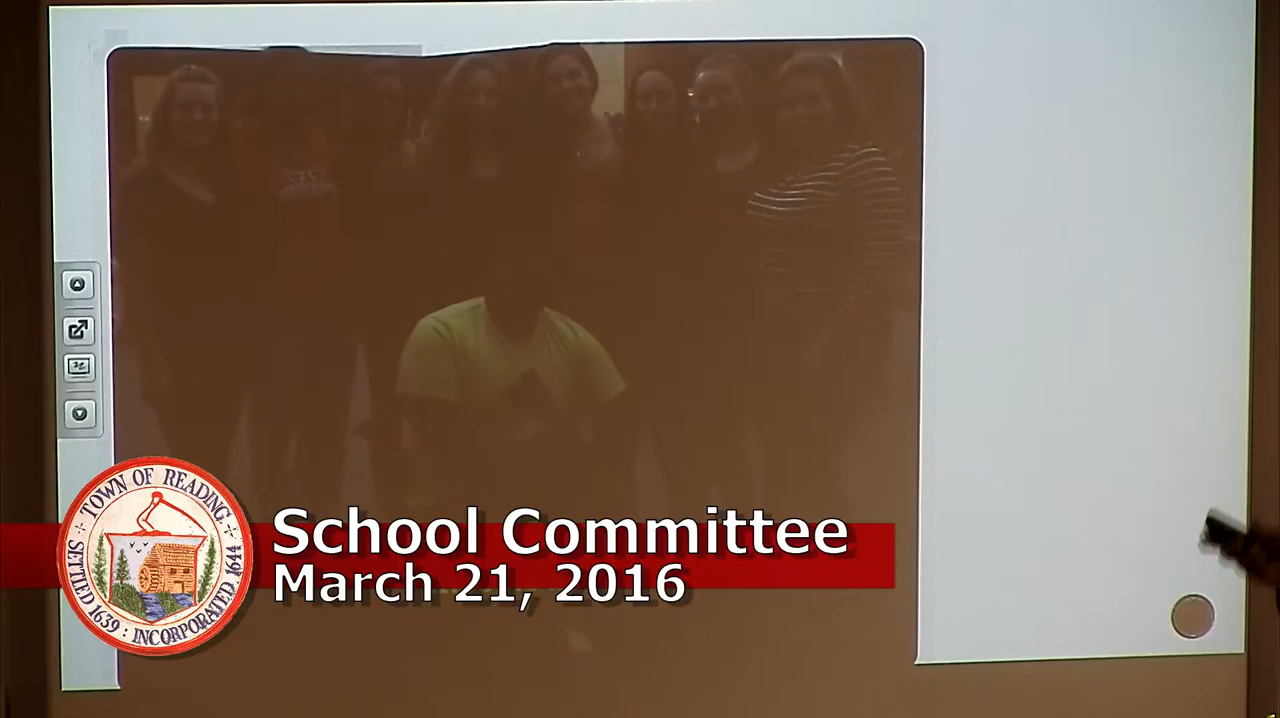 TOWN OF READING
SETTLED 1639 : INCORPORATED 1644
School Committee
March 21, 2016